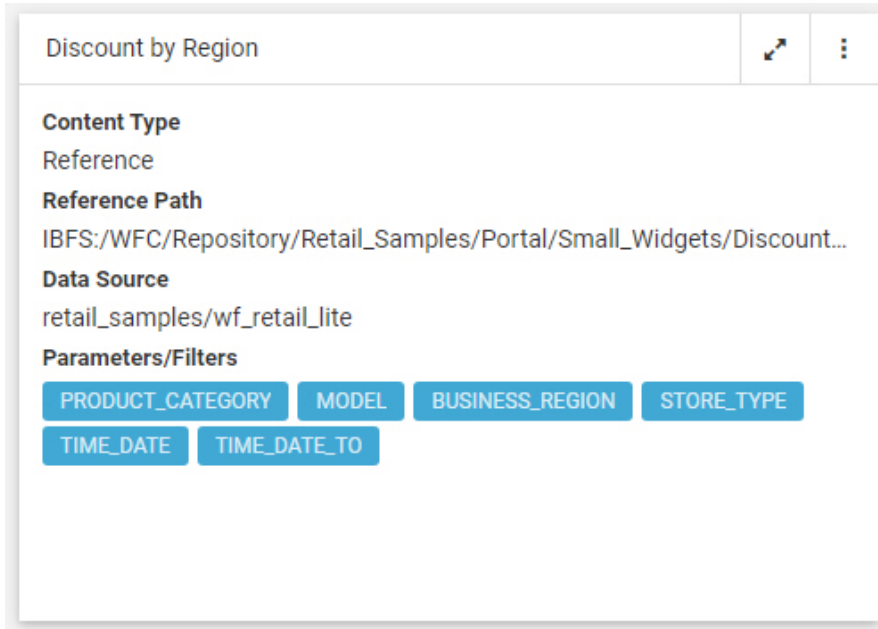 Discount by Region
Content Type
Reference
Reference Path
IBFS:/WFC/Repository/Retail_Samples/Portal/Small_Widgets/Discount...
Data Source
retail_samples/wf_retail_lite
Parameters/Filters
PRODUCT_CATEGORY MODEL BUSINESS_REGION STORE_TYPE
TIME_DATE TIME_DATE_TO